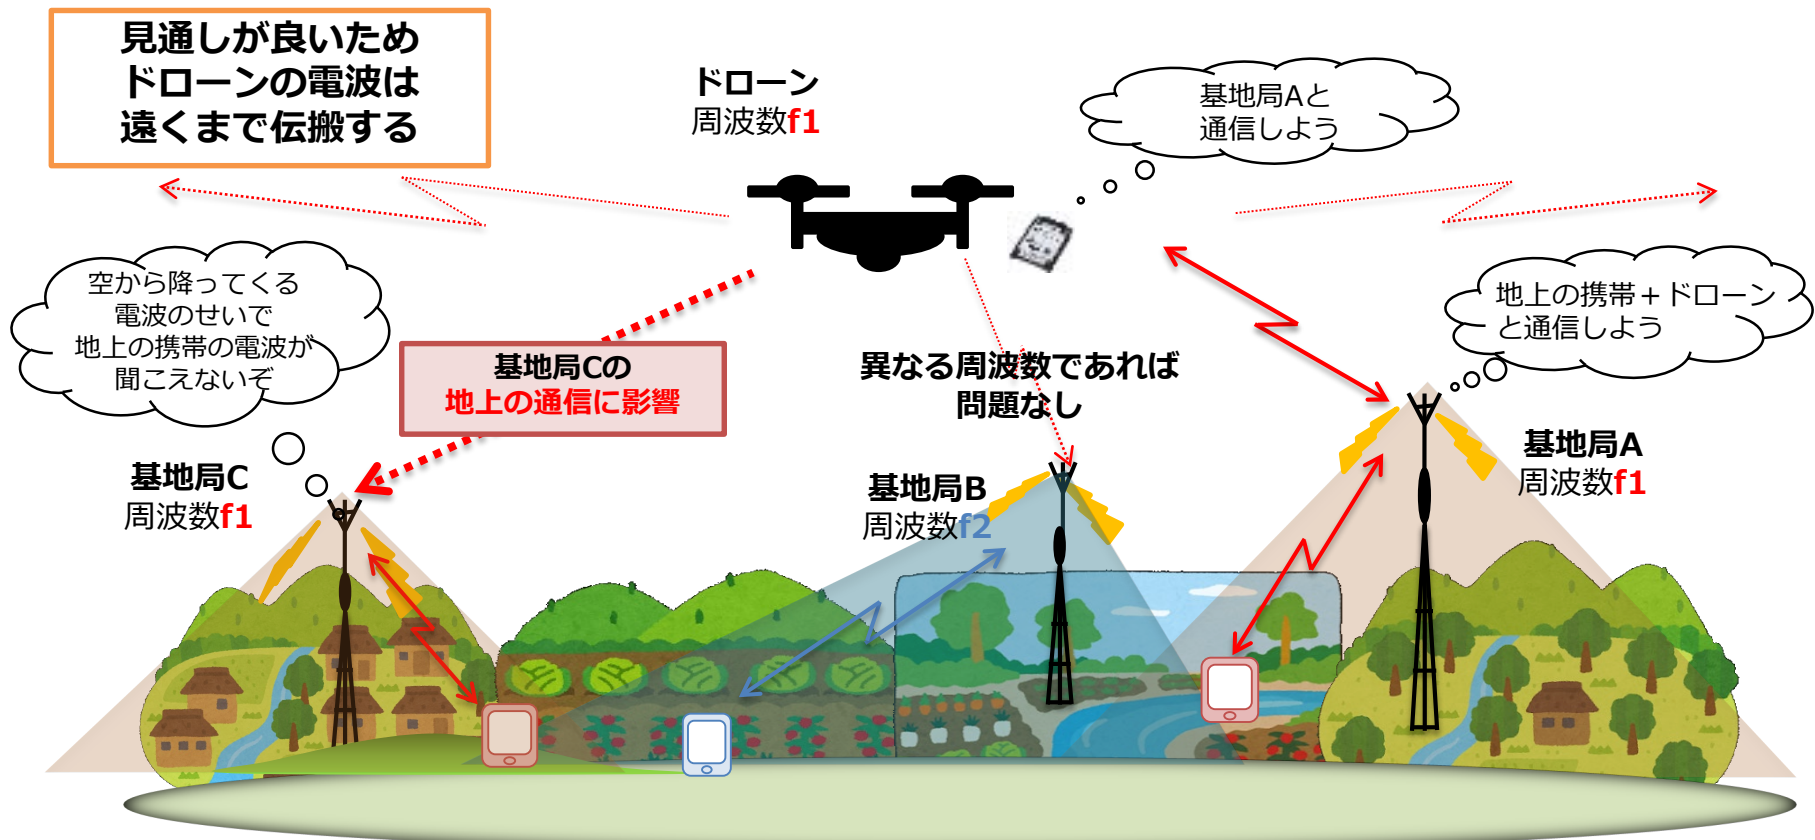 見通しが良いため
ドローンの電波は
遠くまで伝搬する
ドローン
周波数f1
基地局Aと
通信しよう
空から降ってくる
電波のせいで
地上の携帯の電波が
聞こえないぞ
地上の携帯+ドローン
と通信しよう
基地局Cの
地上の通信に影響
異なる周波数であれば
問題なし
基地局C
周波数f1
基地局B
周波数f2
基地局A
周波数f1